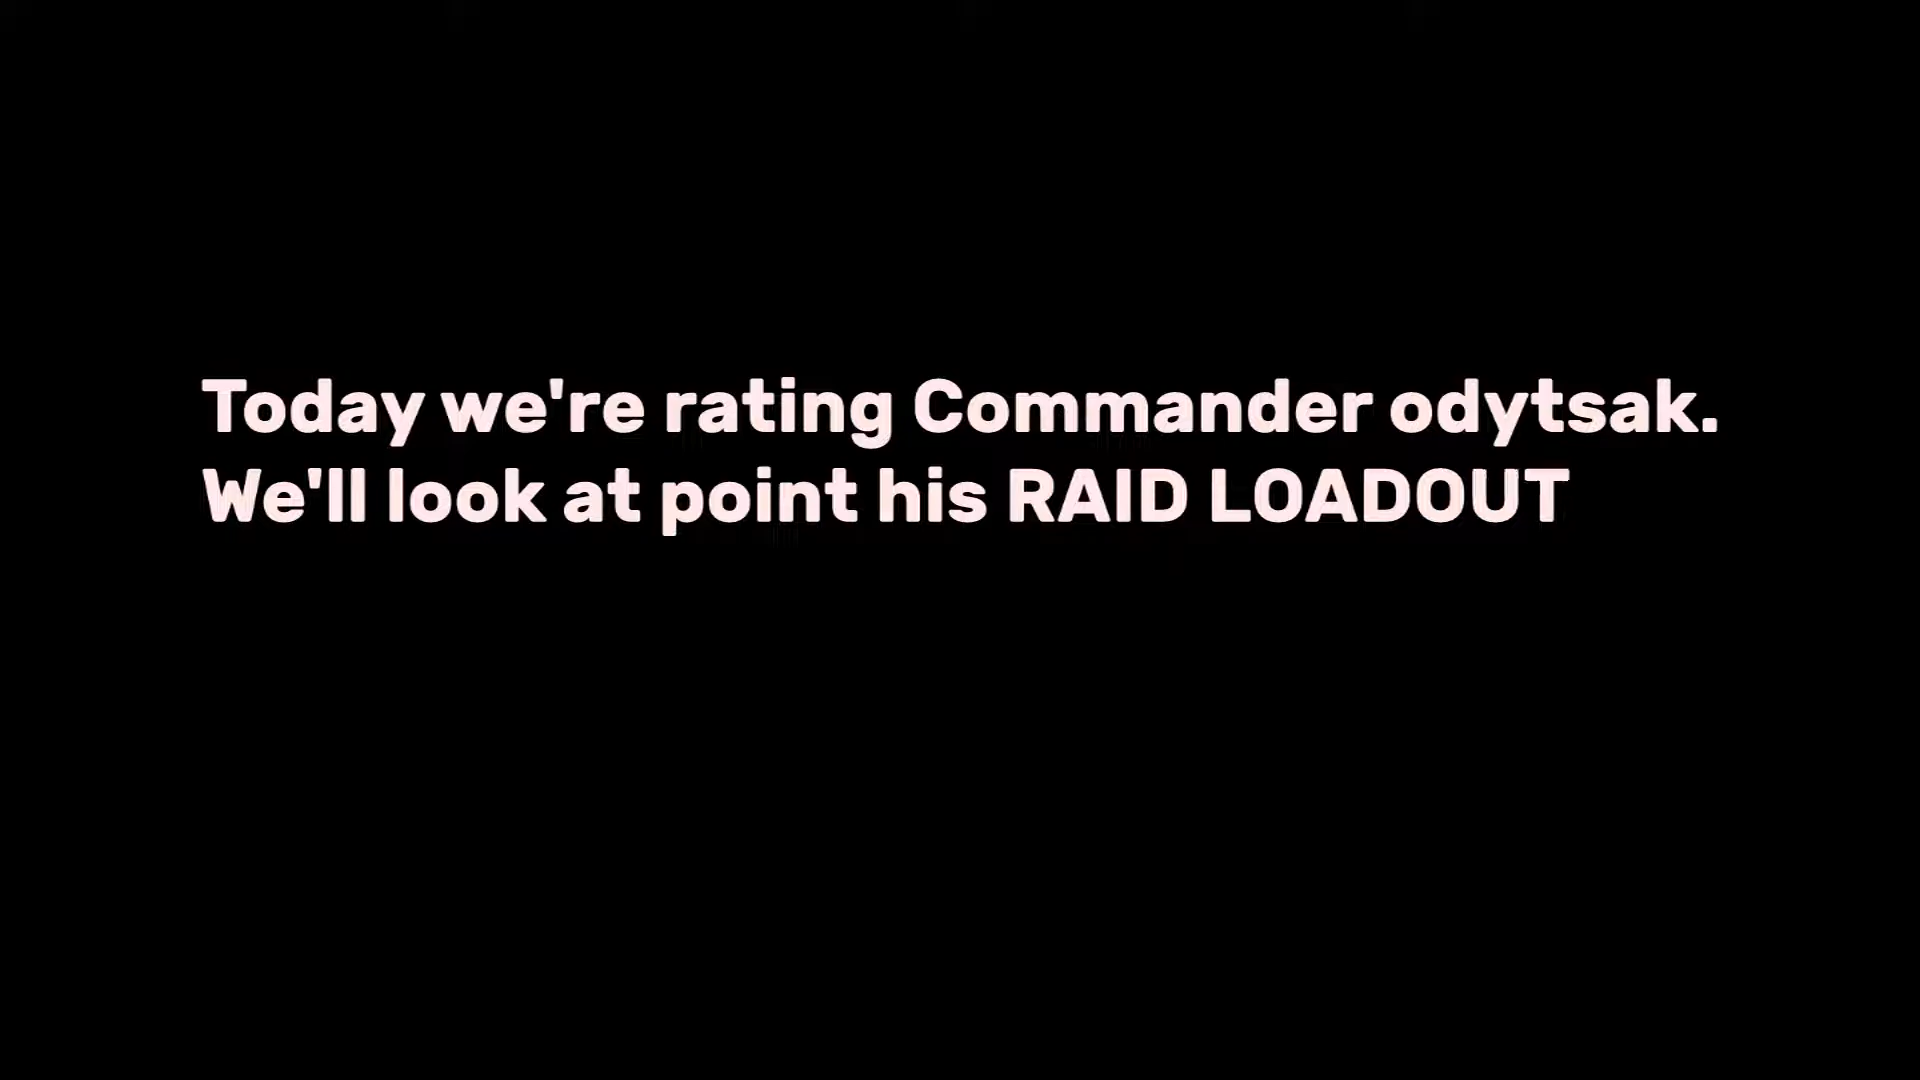 Today we're rating Commander odytsak.
We'll look at point his RAID LOADOUT